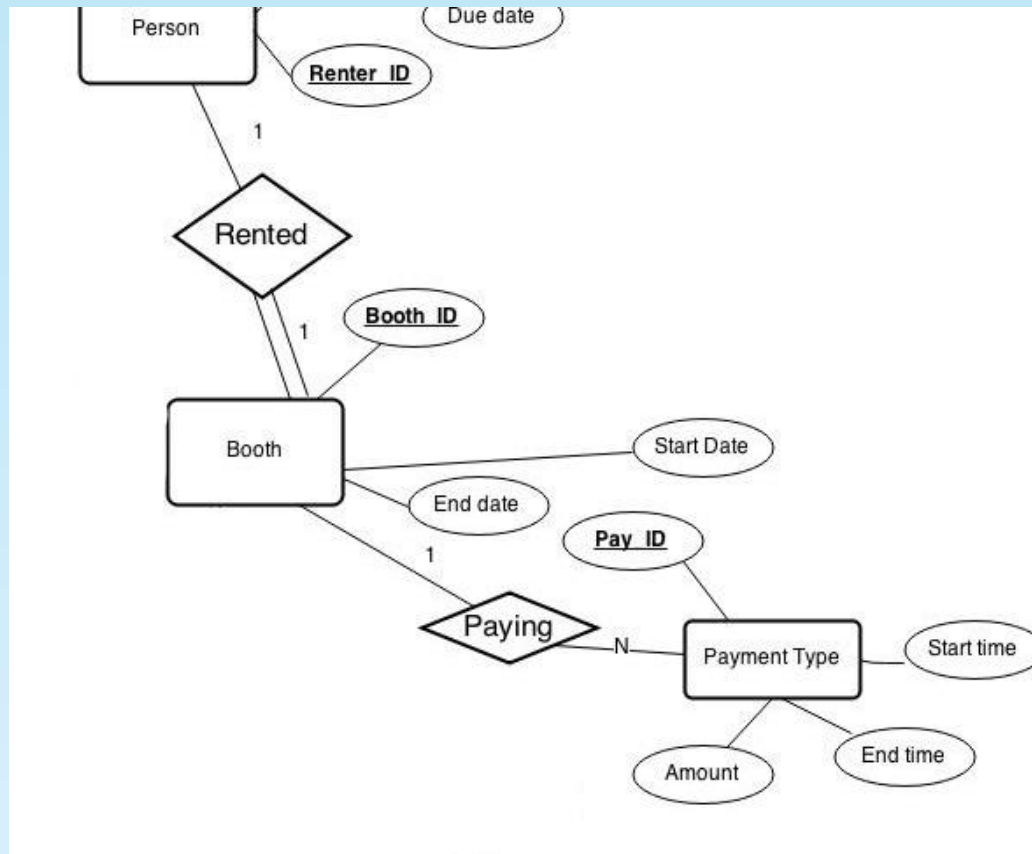 Due date
Person
Renter_ID
1
Rented
Booth_ID
1
Booth
Start Date
End date
Pay_ID
1
Paying
N
Payment Type
Start time
End time
Amount